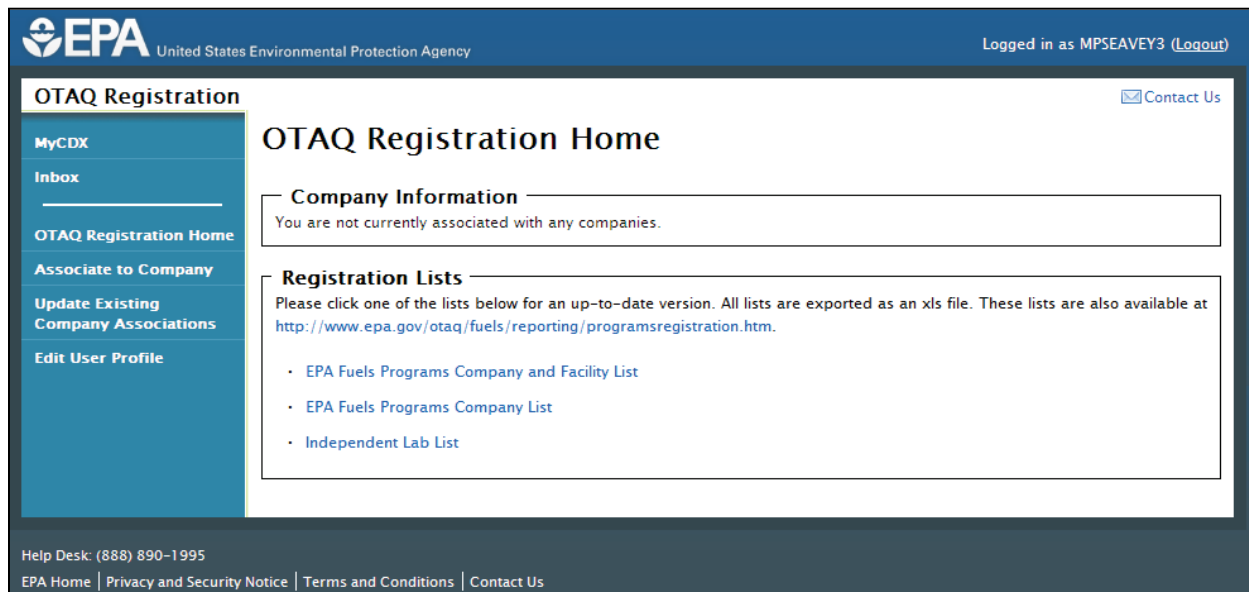 EPA United States Environmental Protection Agency
Logged in as MPSEAVEY3 (Logout)
OTAQ Registration
Contact Us
MyCDX
Inbox
OTAQ Registration Home
Associate to Company
Update Existing
Company Associations
Edit User Profile
OTAQ Registration Home
Company Information
You are not currently associated with any companies.
Registration Lists
Please click one of the lists below for an up-to-date version. All lists are exported as an xls file. These lists are also available at
http://www.epa.gov/otaq/fuels/reporting/programsregistration.htm.
· EPA Fuels Programs Company and Facility List
· EPA Fuels Programs Company List
· Independent Lab List
Help Desk: (888) 890-1995
EPA Home | Privacy and Security Notice | Terms and Conditions | Contact Us